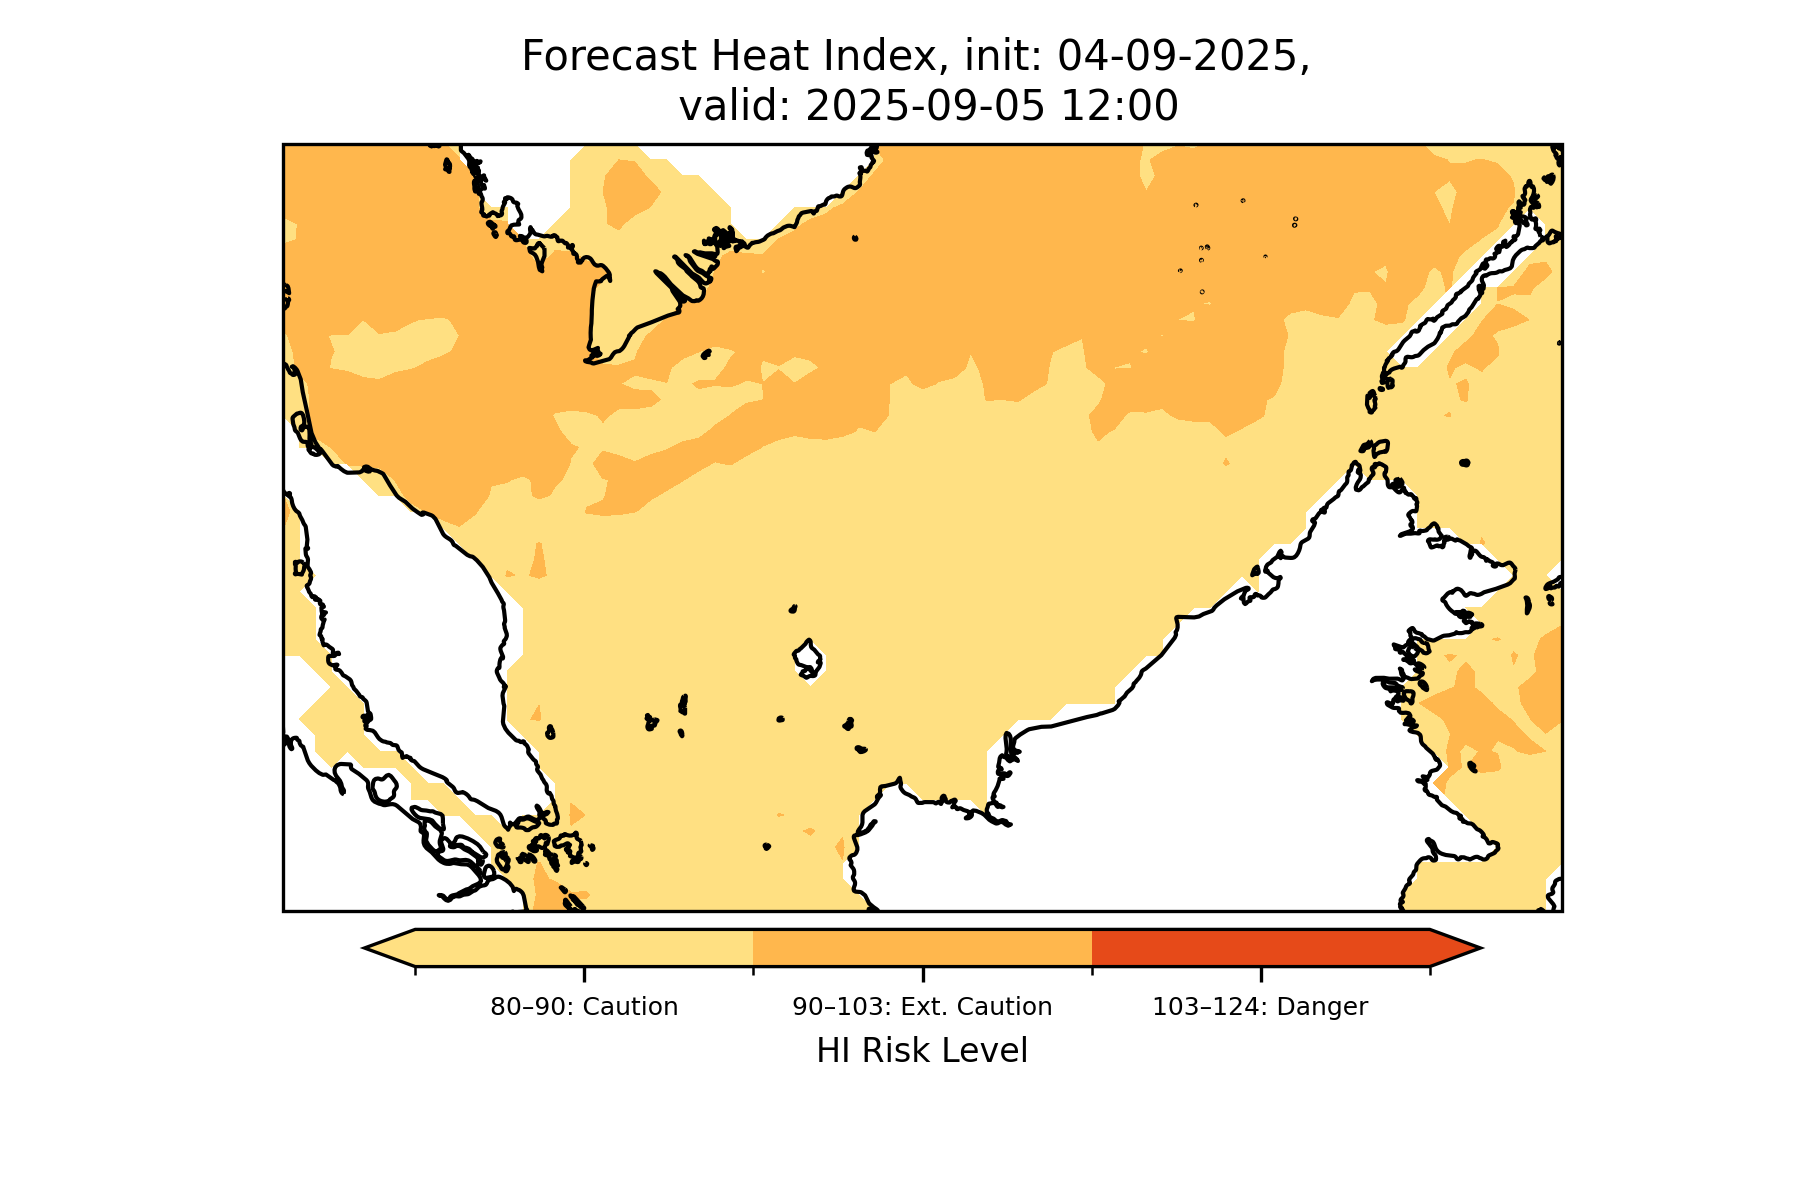 Forecast Heat Index, init: 04-09-2025,
valid: 2025-09-05 12:00
80–90: Caution
90–103: Ext. Caution
103–124: Danger
HI Risk Level